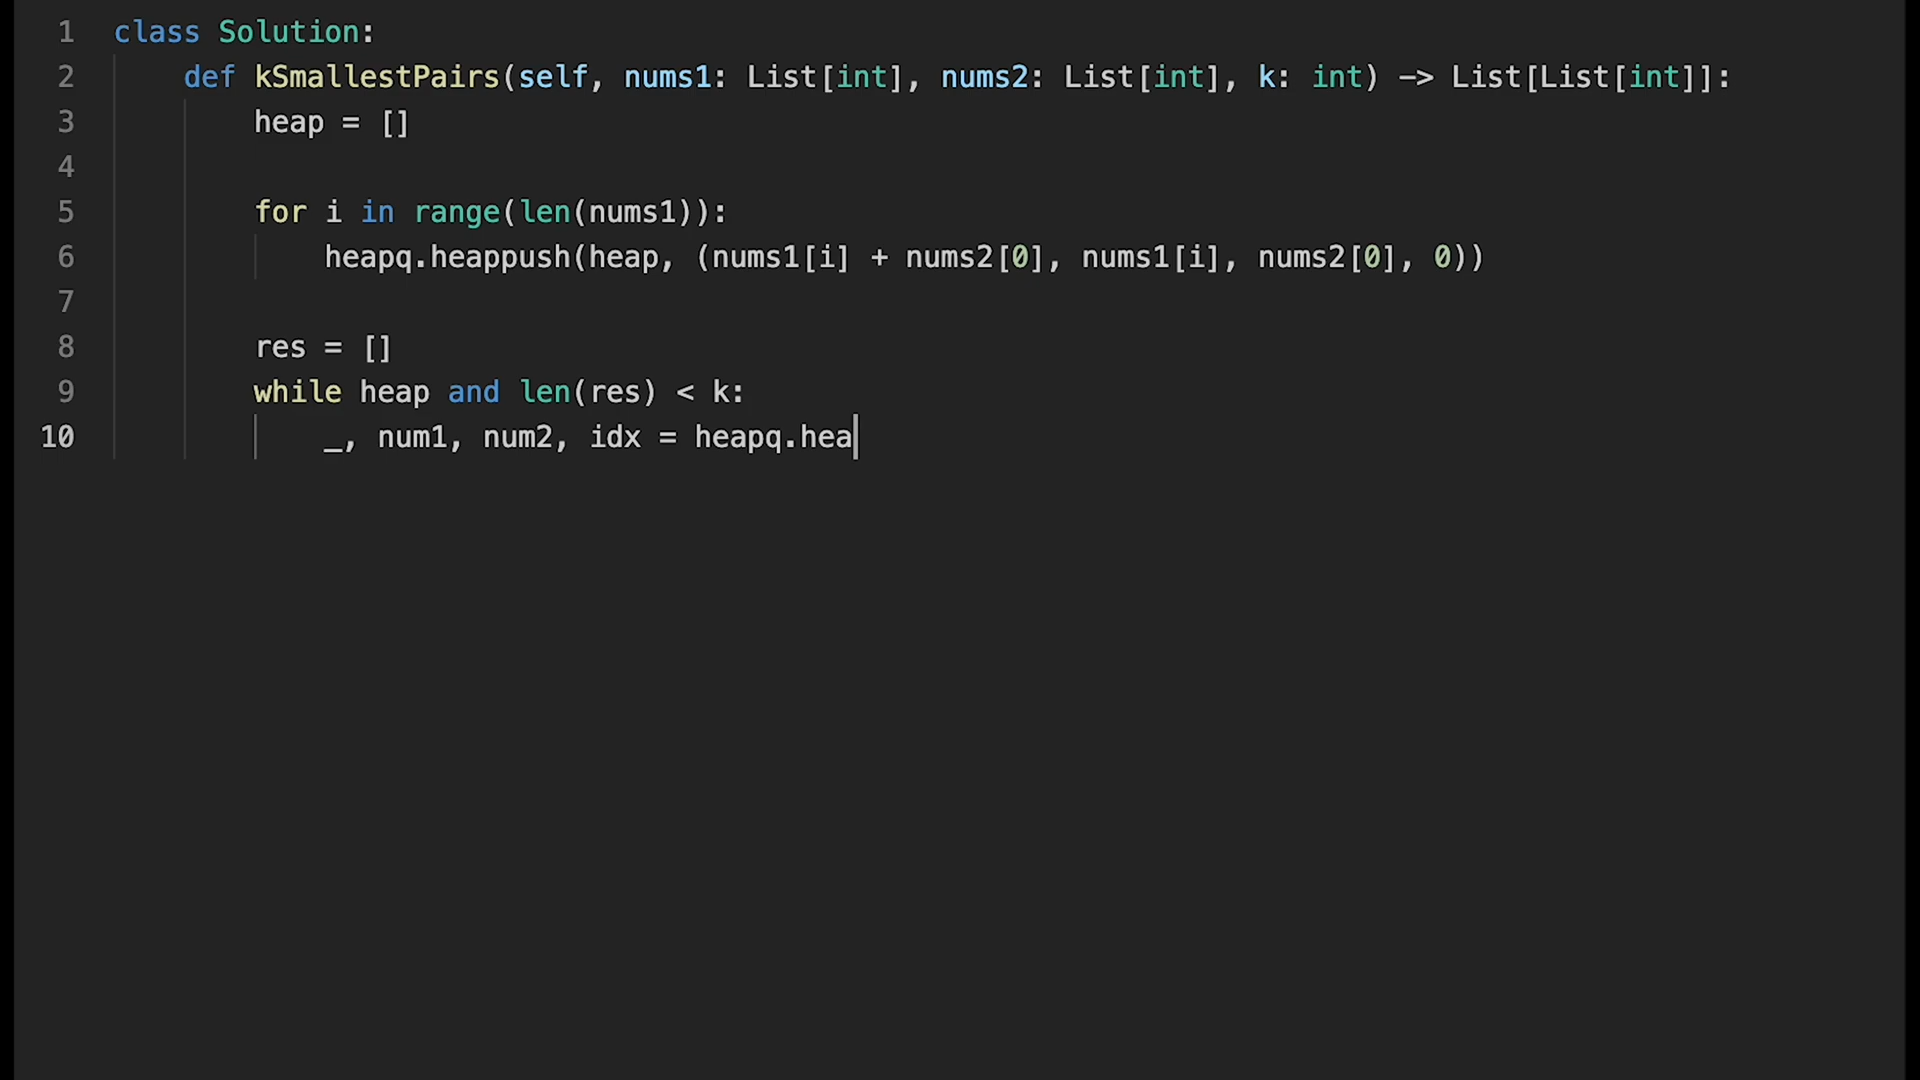 1 class Solution:
2 def kSmallestPairs(self, nums1: List[int], nums2: List[int], k: int) -> List[List[int]]:
3 heap = []
4
5 for i in range(len(nums1)):
6 heapq.heappush(heap, (nums1[i] + nums2[0], nums1[i], nums2[0], 0))
7
8 res = []
9 while heap and len(res) < k:
10 _, num1, num2, idx = heapq.hea